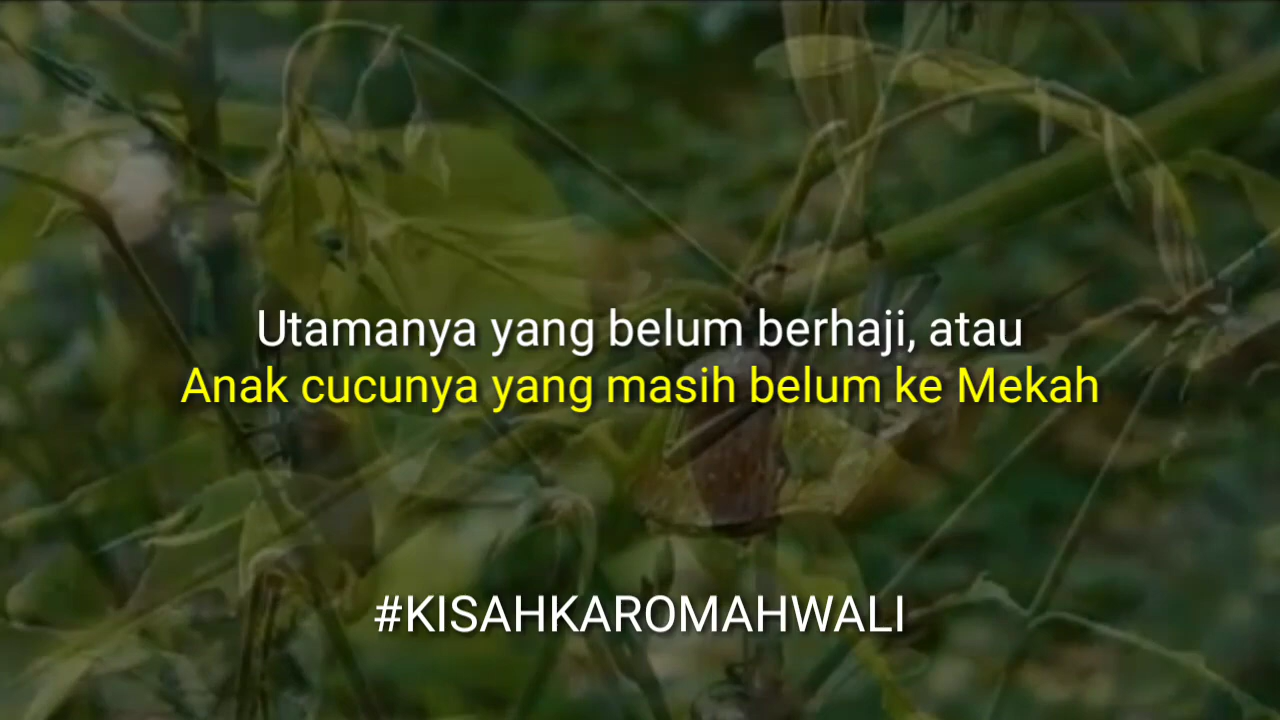 Utamanya yang belum berhaji, atau
Anak cucunya yang masih belum ke Mekah
#KISAHKAROMAHWALI